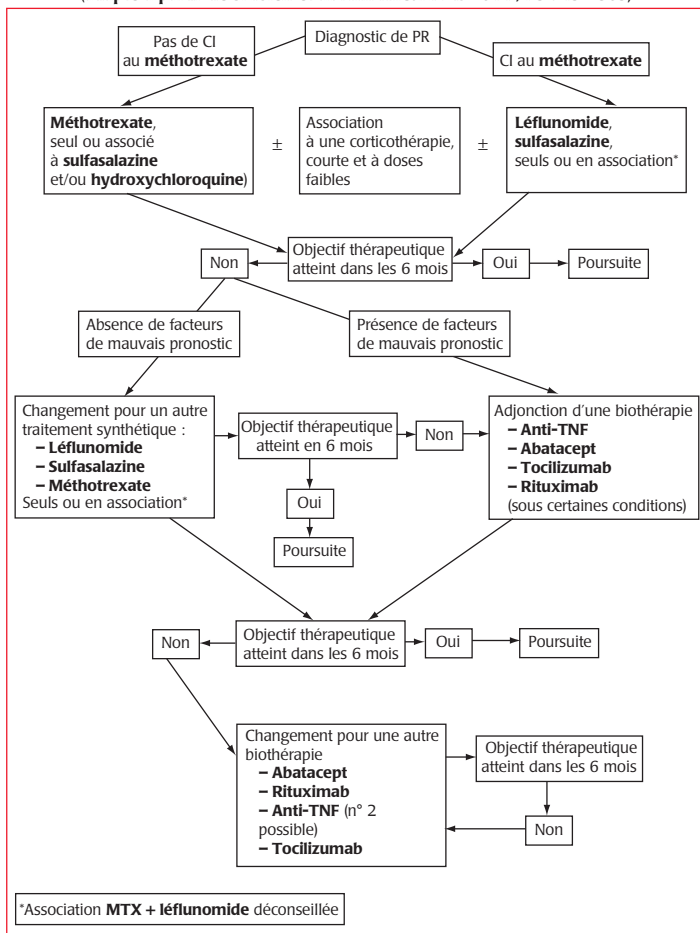 Diagnostic de PR
Pas de CI
au méthotrexate
CI au méthotrexate
Méthotrexate,
seul ou associé
à sulfasalazine
et/ou hydroxychloroquine)
±
Association
à une corticothérapie,
courte et à doses
faibles
±
Léflunomide,
sulfasalazine,
seuls ou en association*
Non
Objectif thérapeutique
atteint dans les 6 mois
Oui
Poursuite
Absence de facteurs
de mauvais pronostic
Présence de facteurs
de mauvais pronostic
Changement pour un autre
traitement synthétique :
– Léflunomide
– Sulfasalazine
– Méthotrexate
Seuls ou en association*
Objectif thérapeutique
atteint en 6 mois
Non
Oui
Poursuite
Adjonction d'une biothérapie
– Anti-TNF
– Abatacept
– Tocilizumab
– Rituximab
(sous certaines conditions)
Non
Objectif thérapeutique
atteint dans les 6 mois
Oui
Poursuite
Changement pour une autre
biothérapie
– Abatacept
– Rituximab
– Anti-TNF (n° 2
possible)
– Tocilizumab
Objectif thérapeutique
atteint dans les 6 mois
Non
*Association MTX + léflunomide déconseillée